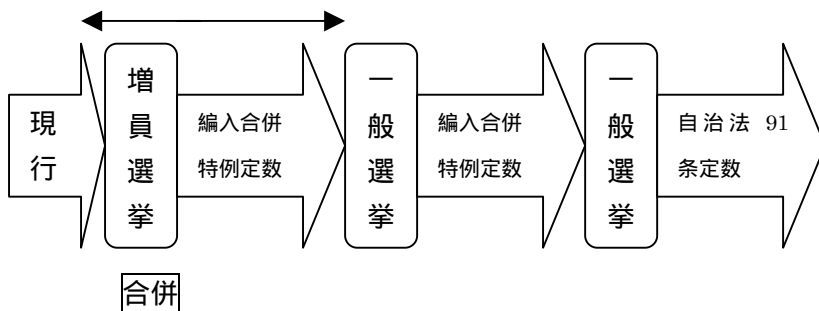 現行
増員選挙
編入合併
特例定数
一般選挙
編入合併
特例定数
一般選挙
自治法 91
条定数
合併